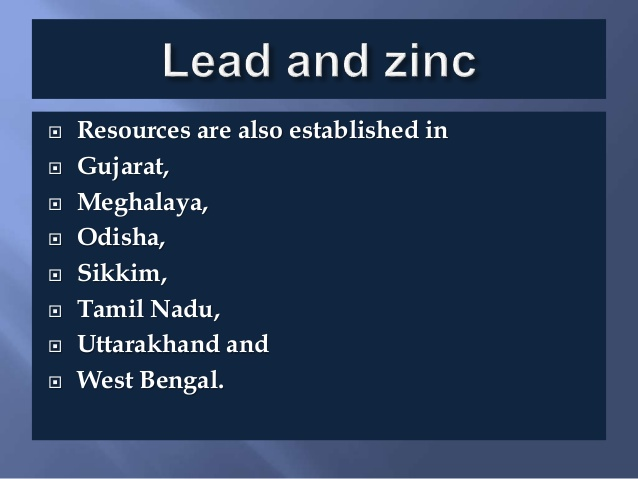 Lead and zinc
Resources are also established in
Gujarat,
Meghalaya,
Odisha,
Sikkim,
Tamil Nadu,
Uttarakhand and
West Bengal.